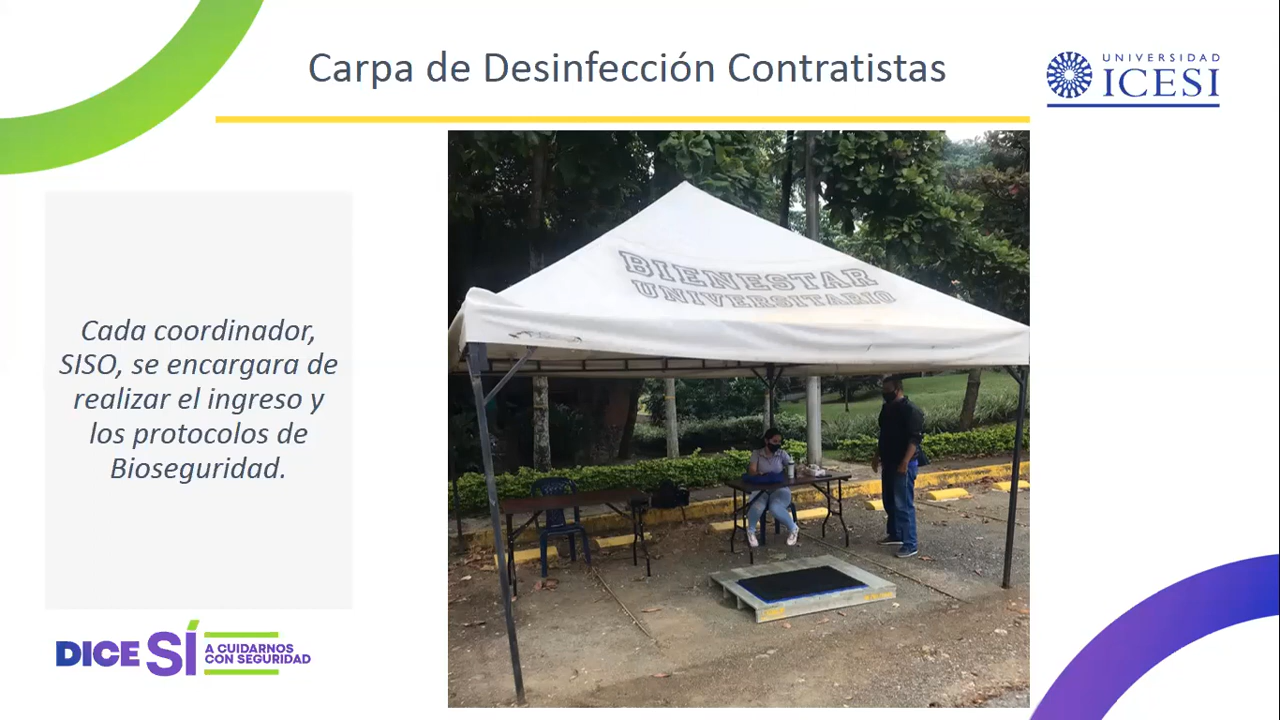 Carpa de Desinfección Contratistas
UNIVERSIDAD
ICESI
Cada coordinador,
SISO, se encargara de
realizar el ingreso y
los protocolos de
Bioseguridad.
BIENESTAR
UNIVERSITARIO
DICE SÍ A CUIDARNOS
CON SEGURIDAD